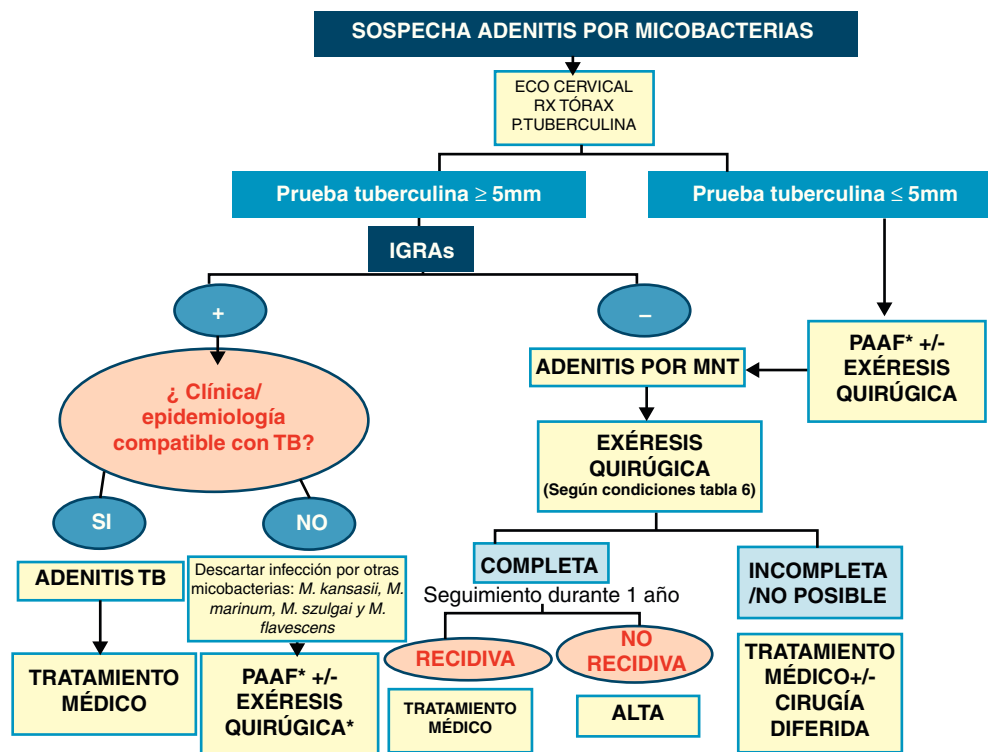 SOSPECHA ADENITIS POR MICOBACTERIAS
ECO CERVICAL
RX TÓRAX
P.TUBERCULINA
Prueba tuberculina ≥ 5mm
Prueba tuberculina ≤ 5mm
IGRAs
+
–
¿ Clínica/
epidemiología
compatible con TB?
ADENITIS POR MNT
PAAF* +/-
EXÉRESIS
QUIRÚGICA
EXÉRESIS
QUIRÚGICA
(Según condiciones tabla 6)
SI
NO
ADENITIS TB
Descartar infección por otras
micobacterias: M. kansasii, M.
marinum, M. szulgai y M.
flavescens
COMPLETA
Seguimiento durante 1 año
INCOMPLETA
/NO POSIBLE
RECIDIVA
NO
RECIDIVA
TRATAMIENTO
MÉDICO
PAAF* +/-
EXÉRESIS
QUIRÚGICA*
TRATAMIENTO
MÉDICO
ALTA
TRATAMIENTO
MÉDICO+/-
CIRUGÍA
DIFERIDA